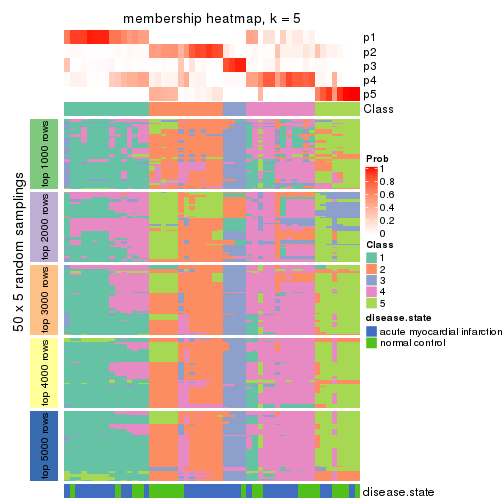 membership heatmap, k = 5
p1
p2
p3
p4
p5
Class
50 x 5 random samplings
top 1000 rows
top 2000 rows
top 3000 rows
top 4000 rows
top 5000 rows
disease.state
Prob
1
0.8
0.6
0.4
0.2
0
Class
1
2
3
4
5
disease.state
acute myocardial infarction
normal control